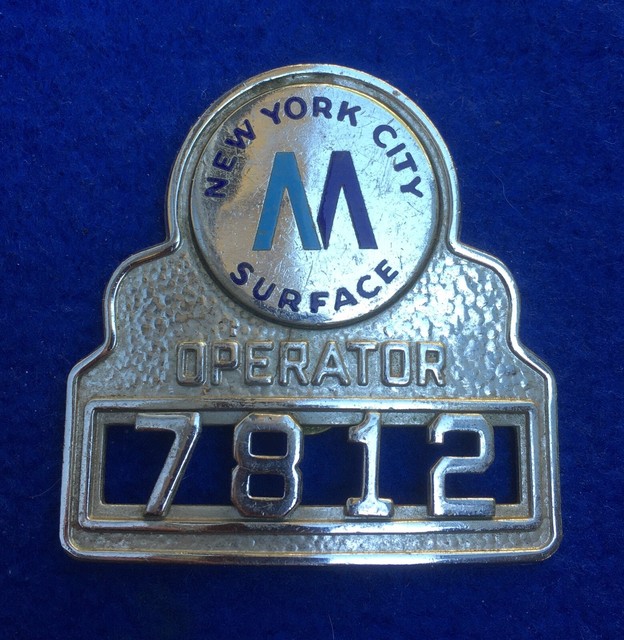 NEW YORK CITY
M
SURFACE
OPERATOR
7812